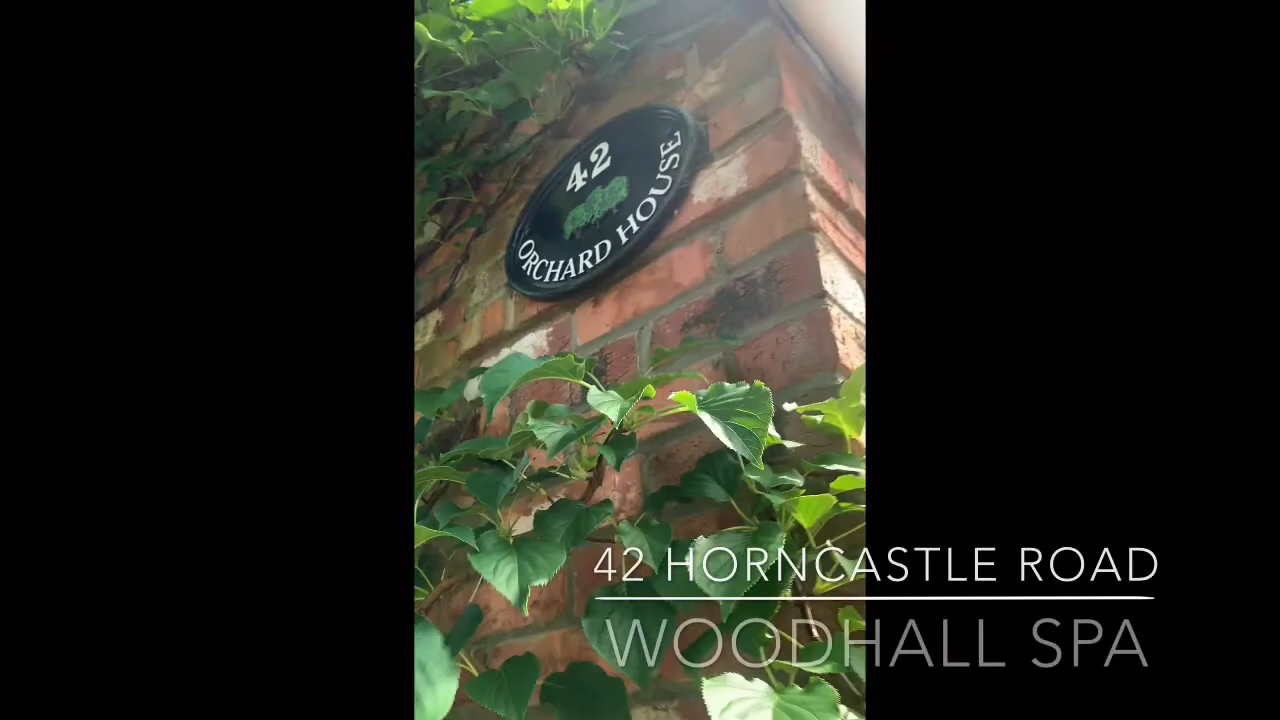 42
ORCHARD HOUSE
42 HORNCASTLE ROAD
WOODHALL SPA